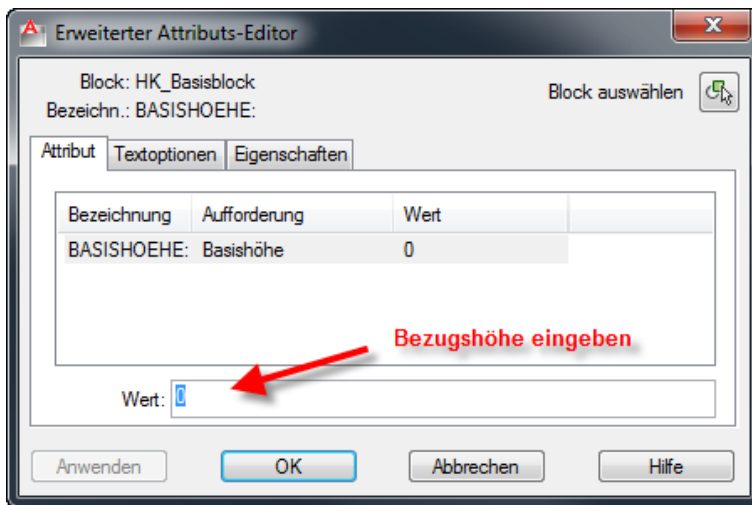 Erweiterter Attributs-Editor
Block: HK_Basisblock
Block auswählen
Bezeichn.: BASISHOEHE:
Attribut Textoptionen Eigenschaften
Bezeichnung Aufforderung Wert
BASISHOEHE: Basishöhe 0
Bezugshöhe eingeben
Wert: 0
Anwenden OK Abbrechen Hilfe